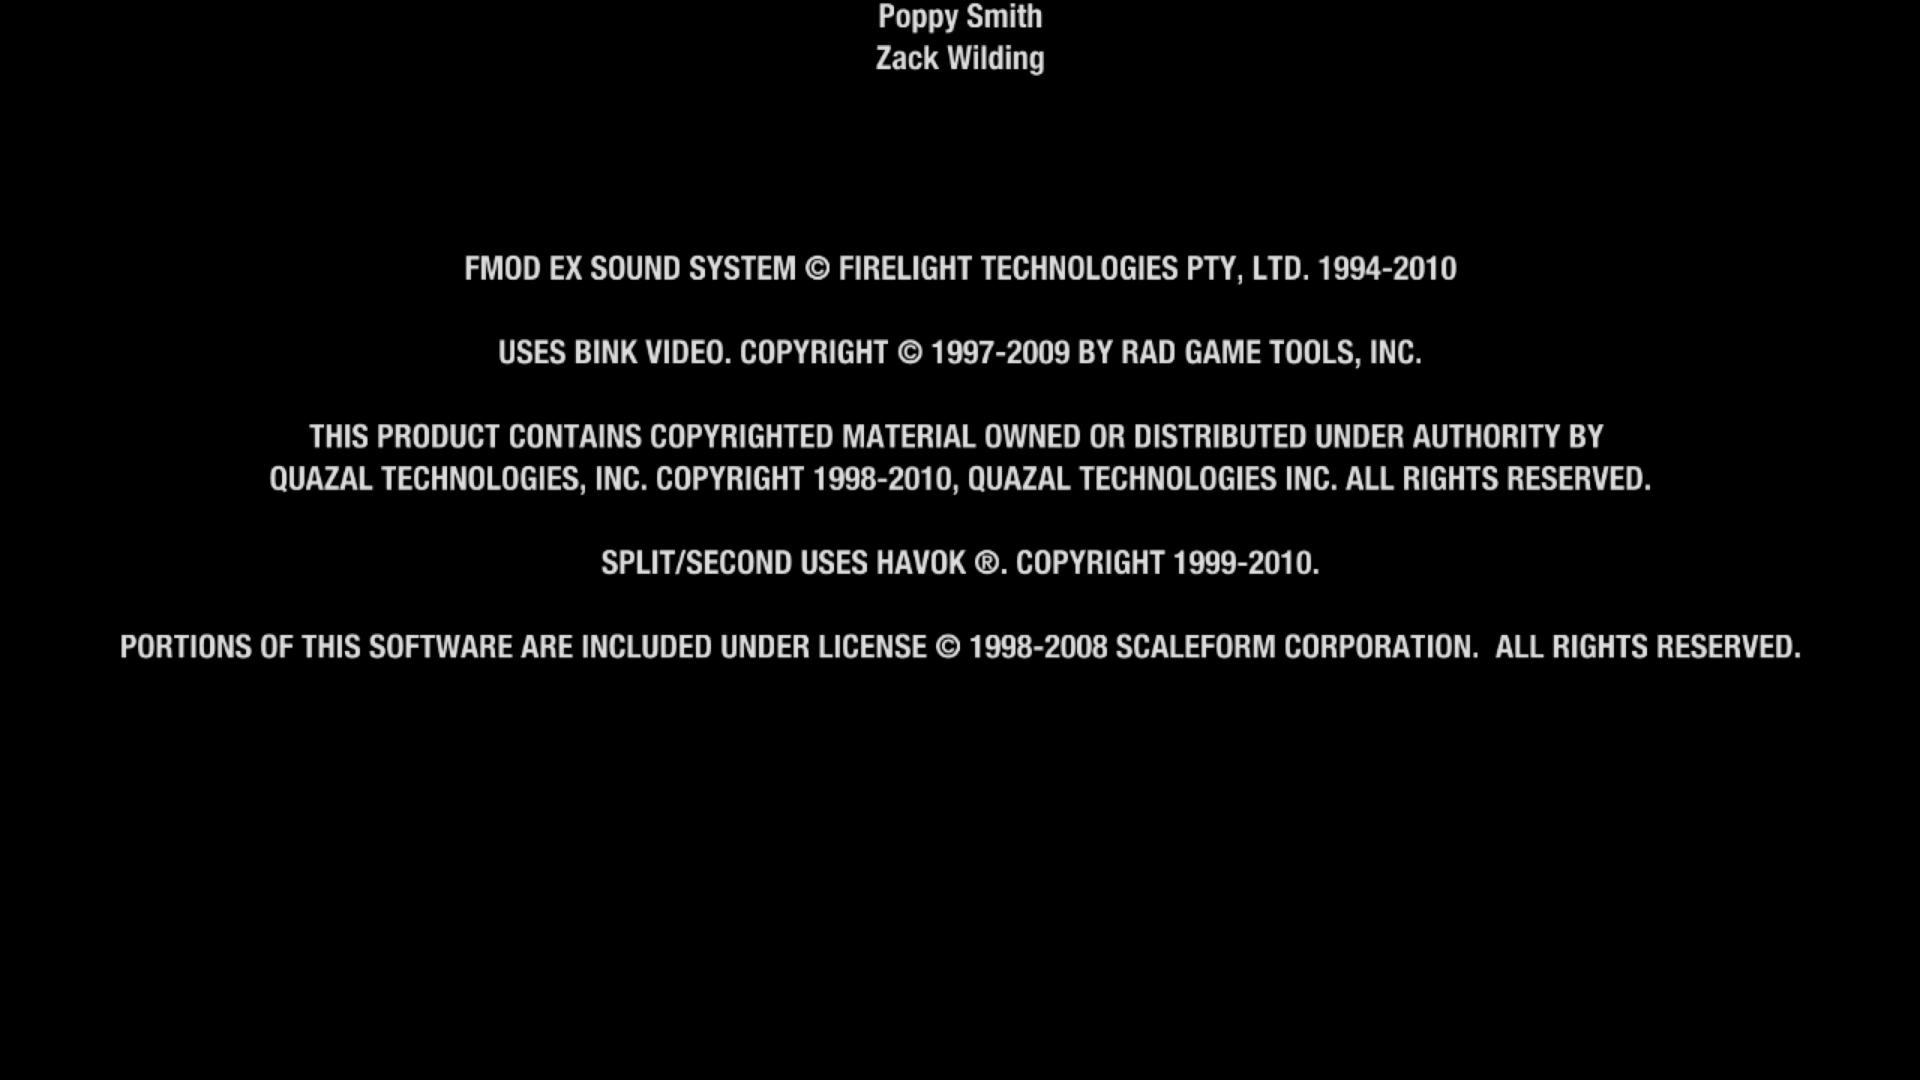 Poppy Smith
Zack Wilding
FMOD EX SOUND SYSTEM © FIRELIGHT TECHNOLOGIES PTY, LTD. 1994-2010
USES BINK VIDEO. COPYRIGHT © 1997-2009 BY RAD GAME TOOLS, INC.
THIS PRODUCT CONTAINS COPYRIGHTED MATERIAL OWNED OR DISTRIBUTED UNDER AUTHORITY BY
QUAZAL TECHNOLOGIES, INC. COPYRIGHT 1998-2010, QUAZAL TECHNOLOGIES INC. ALL RIGHTS RESERVED.
SPLIT/SECOND USES HAVOK ®. COPYRIGHT 1999-2010.
PORTIONS OF THIS SOFTWARE ARE INCLUDED UNDER LICENSE © 1998-2008 SCALEFORM CORPORATION.  ALL RIGHTS RESERVED.